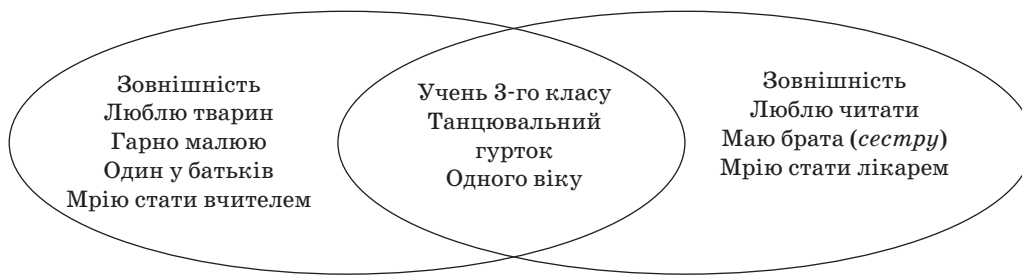 Зовнішність
Люблю тварин
Гарно малюю
Один у батьків
Мрію стати вчителем
Учень 3-го класу
Танцювальний
гурток
Одного віку
Зовнішність
Люблю читати
Маю брата (сестру)
Мрію стати лікарем